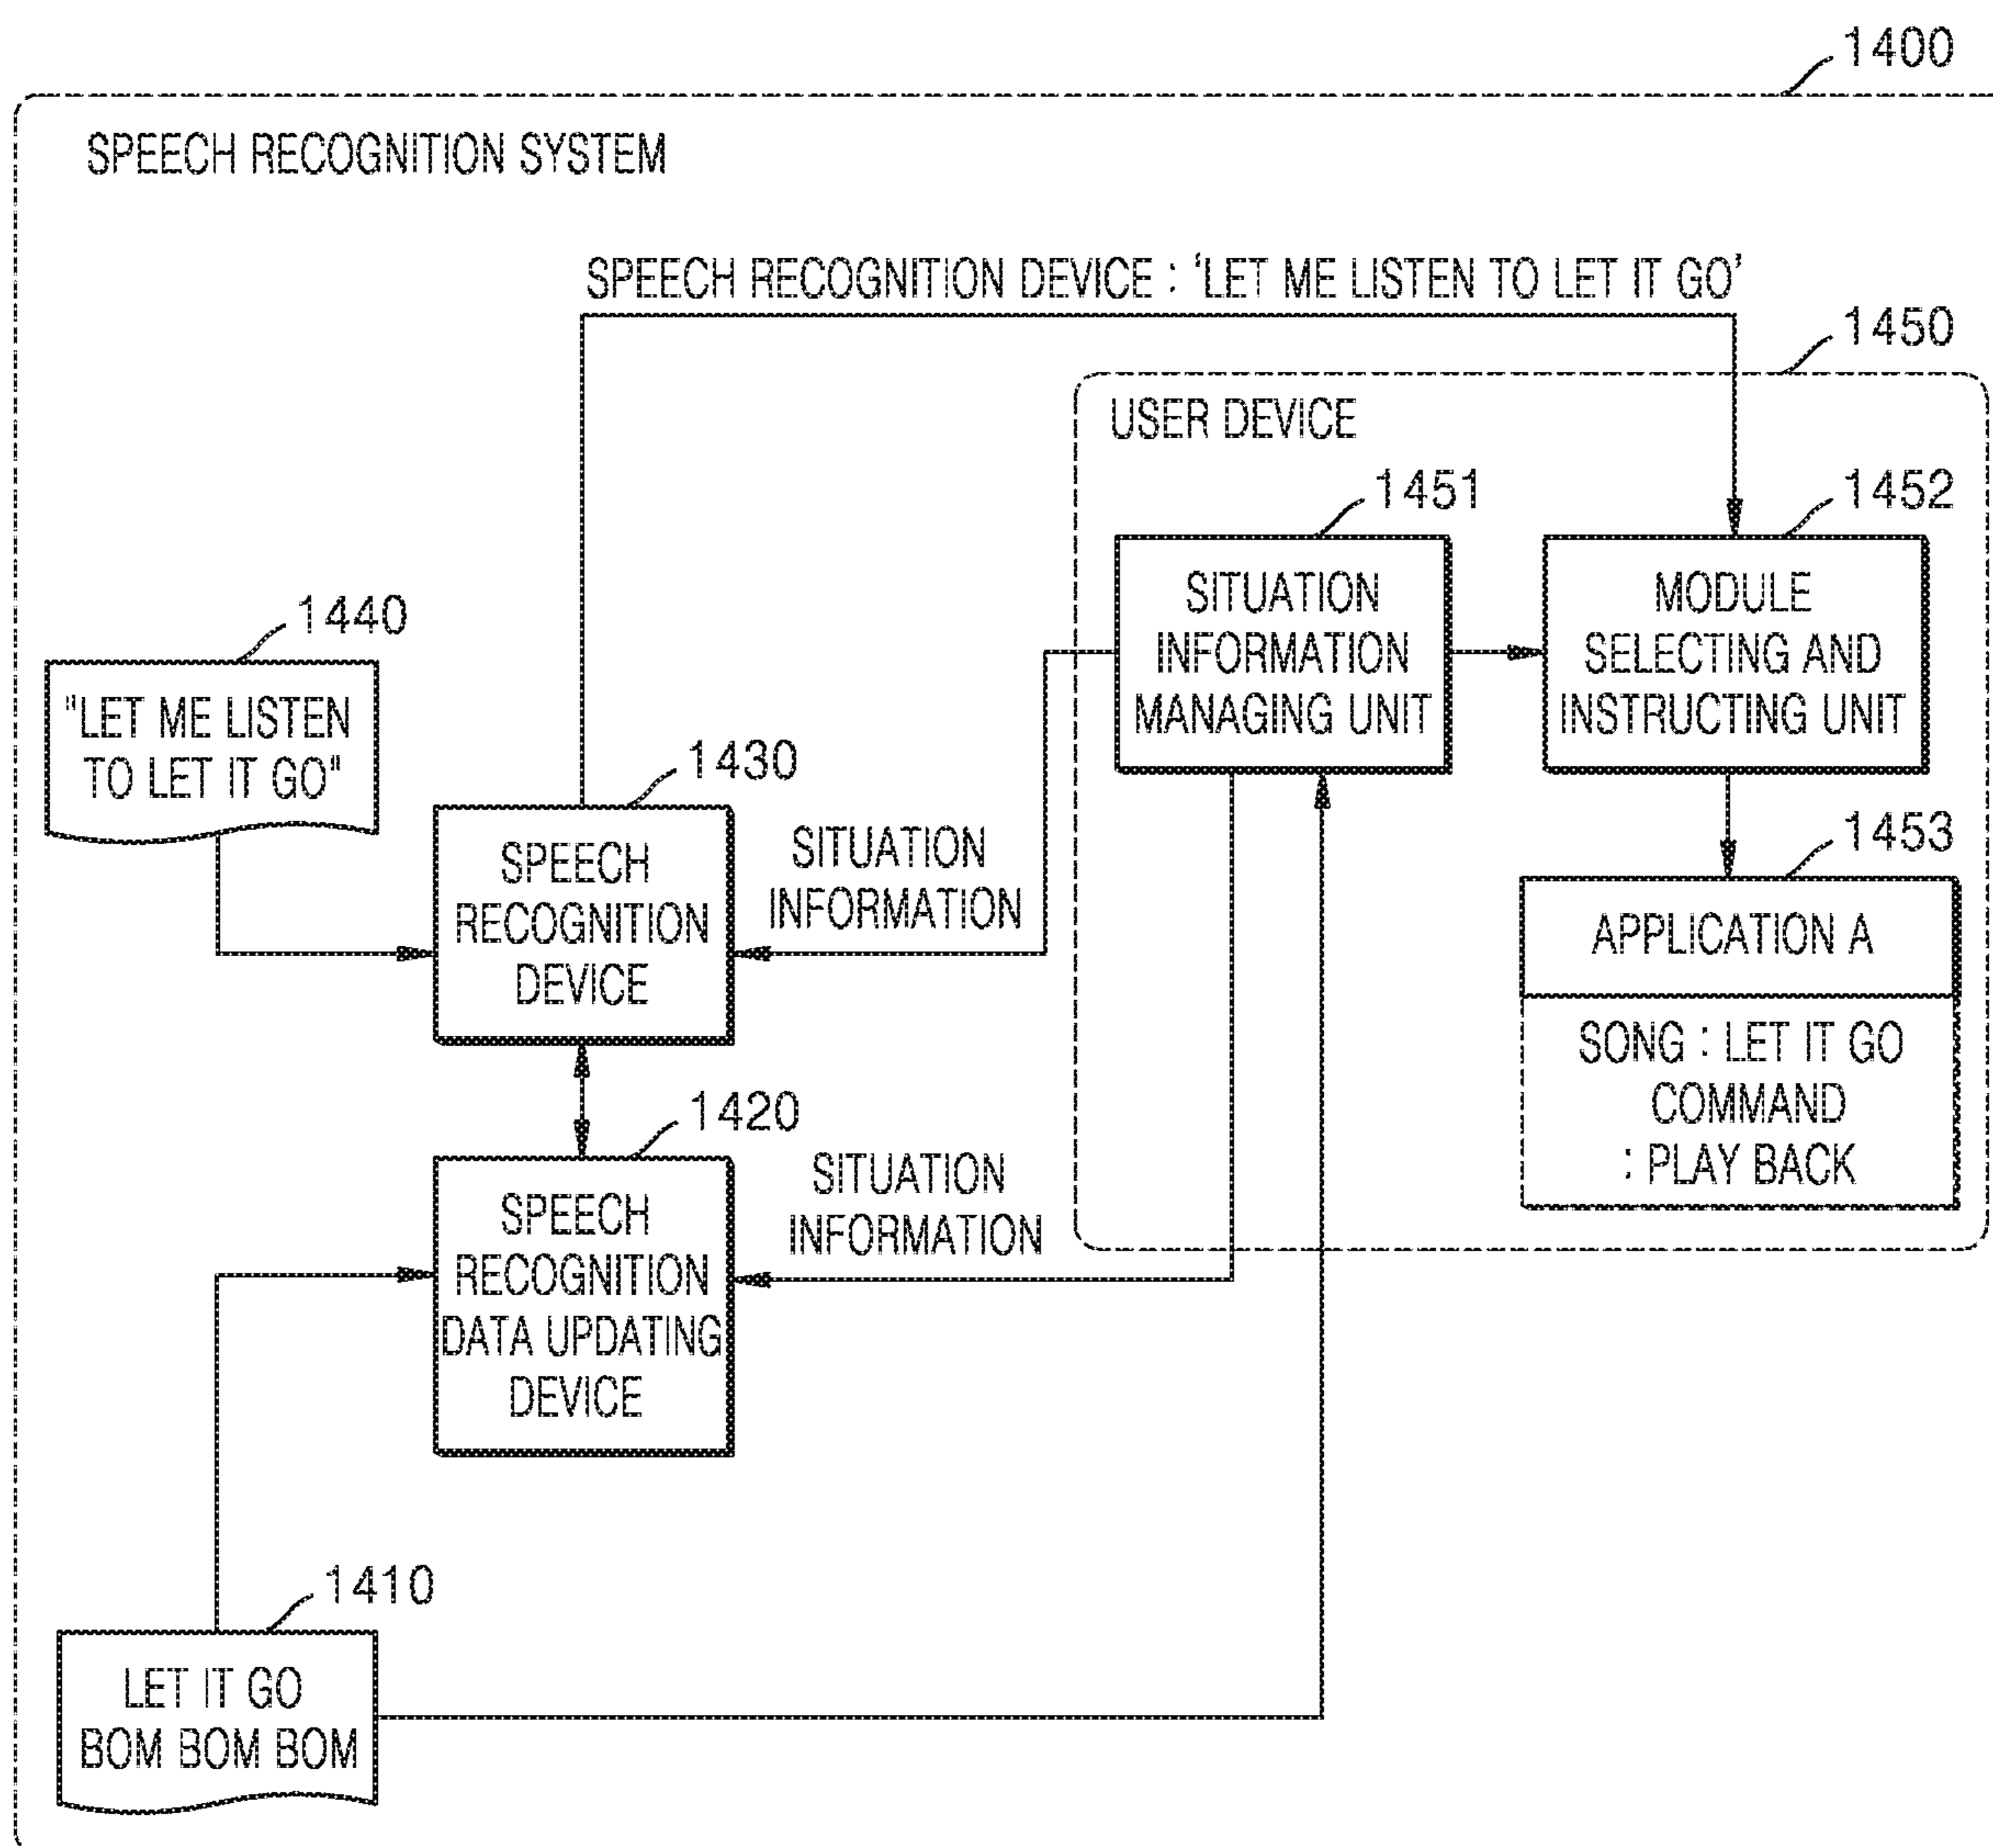 1400
SPEECH RECOGNITION SYSTEM
SPEECH RECOGNITION DEVICE : 'LET ME LISTEN TO LET IT GO'
1450
USER DEVICE
1451
1452
SITUATION
INFORMATION
MANAGING UNIT
MODULE
SELECTING AND
INSTRUCTING UNIT
1440
"LET ME LISTEN
TO LET IT GO"
1430
SPEECH
RECOGNITION
DEVICE
SITUATION
INFORMATION
1453
APPLICATION A
SONG : LET IT GO
COMMAND
: PLAY BACK
1420
SPEECH
RECOGNITION
DATA UPDATING
DEVICE
SITUATION
INFORMATION
1410
LET IT GO
BOM BOM BOM